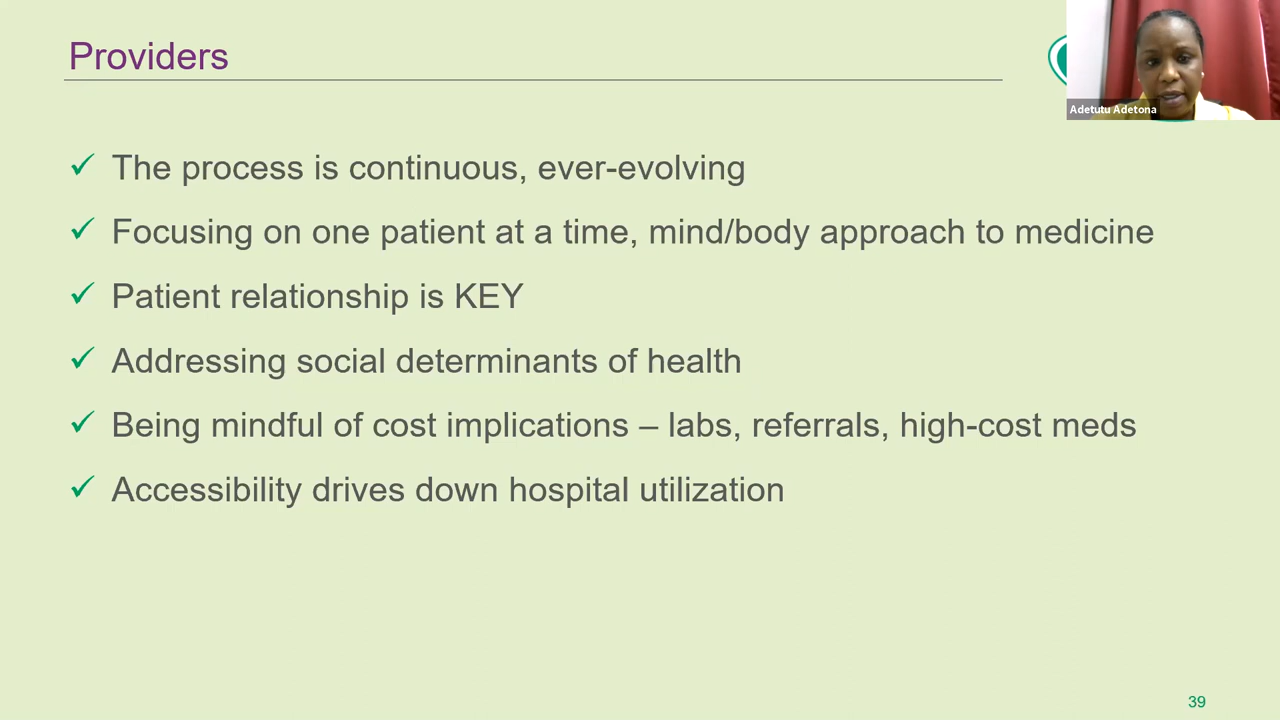 Providers
Adetutu Adetona
The process is continuous, ever-evolving
Focusing on one patient at a time, mind/body approach to medicine
Patient relationship is KEY
Addressing social determinants of health
Being mindful of cost implications – labs, referrals, high-cost meds
Accessibility drives down hospital utilization
39